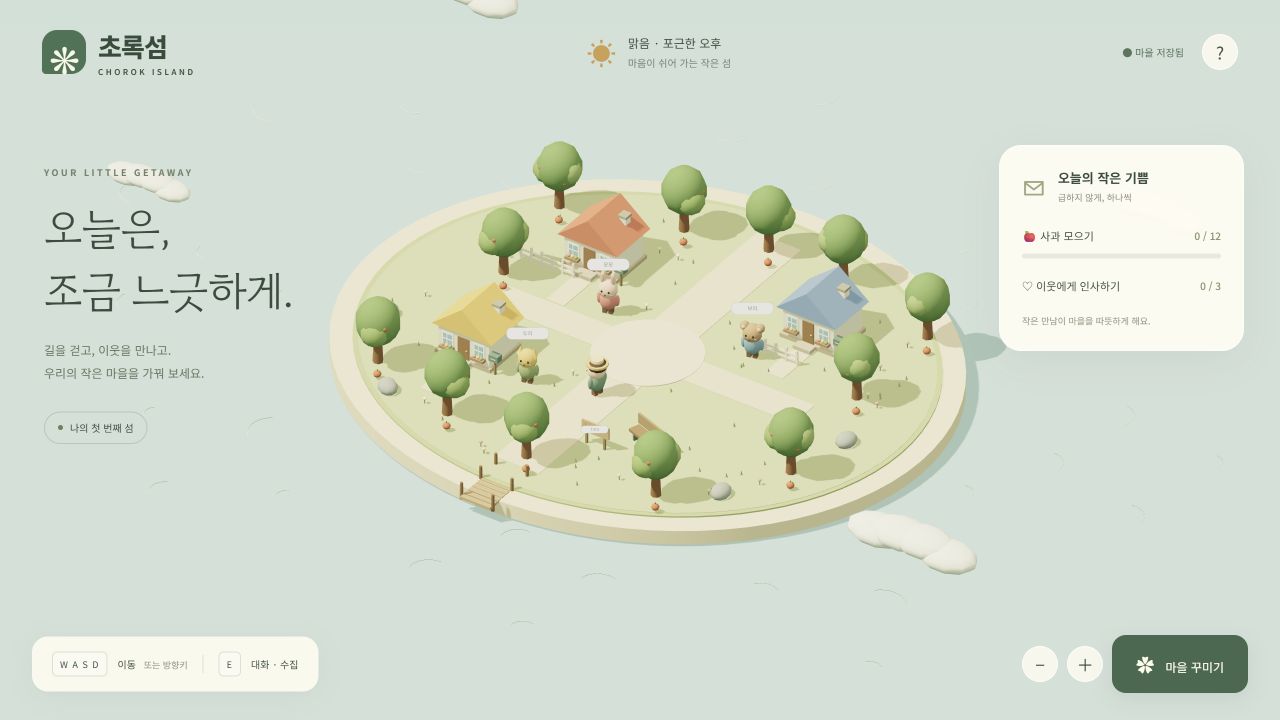 초록섬
CHOROK ISLAND
맑음 · 포근한 오후
마음이 쉬어 가는 작은 섬
마을 저장됨
?
YOUR LITTLE GETAWAY
오늘은,
조금 느긋하게.
길을 걷고, 이웃을 만나고.
우리의 작은 마을을 가꿔 보세요.
나의 첫 번째 섬
오늘의 작은 기쁨
급하지 않게, 하나씩
사과 모으기 0 / 12
♡ 이웃에게 인사하기 0 / 3
작은 만남이 마을을 따뜻하게 해요.
W A S D 이동 또는 방향키 E 대화 · 수집
− +
마을 꾸미기